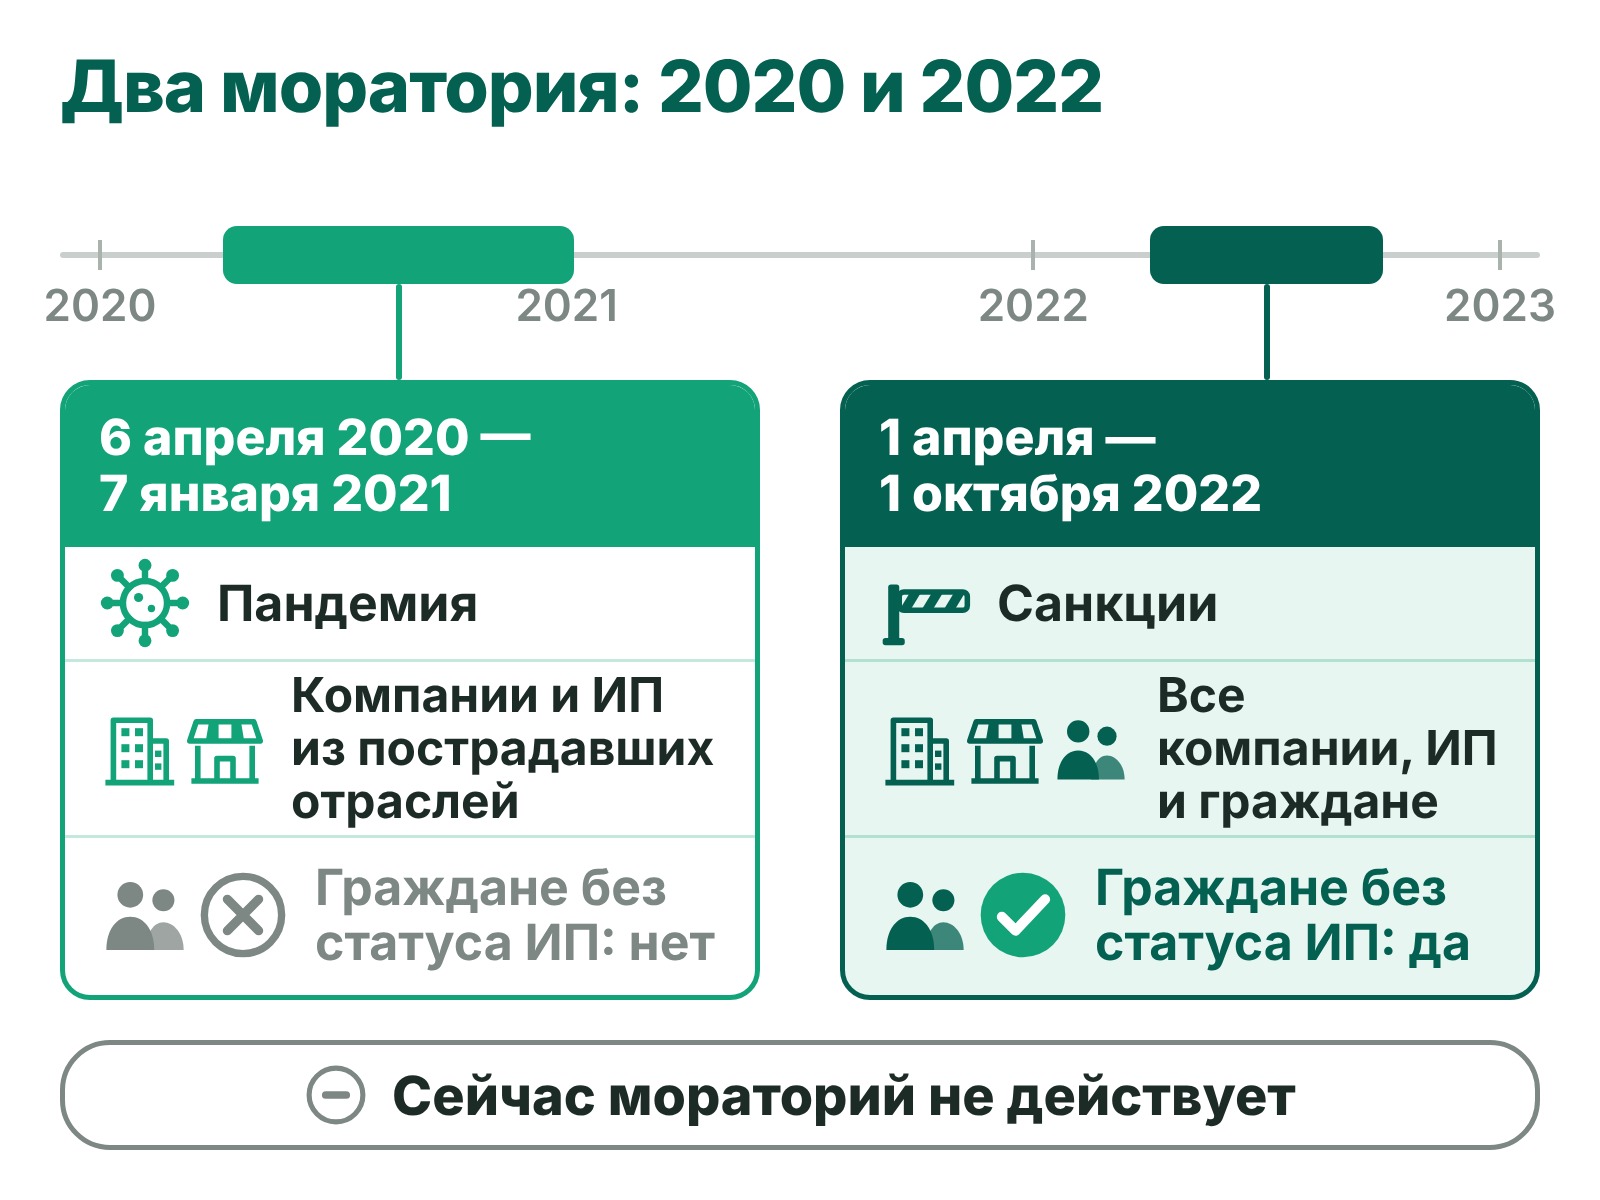 Два моратория: 2020 и 2022
2020
2021
2022
2023
6 апреля 2020 —
7 января 2021
Пандемия
Компании и ИП
из пострадавших
отраслей
Граждане без
статуса ИП: нет
1 апреля —
1 октября 2022
Санкции
Все
компании, ИП
и граждане
Граждане без
статуса ИП: да
Сейчас мораторий не действует